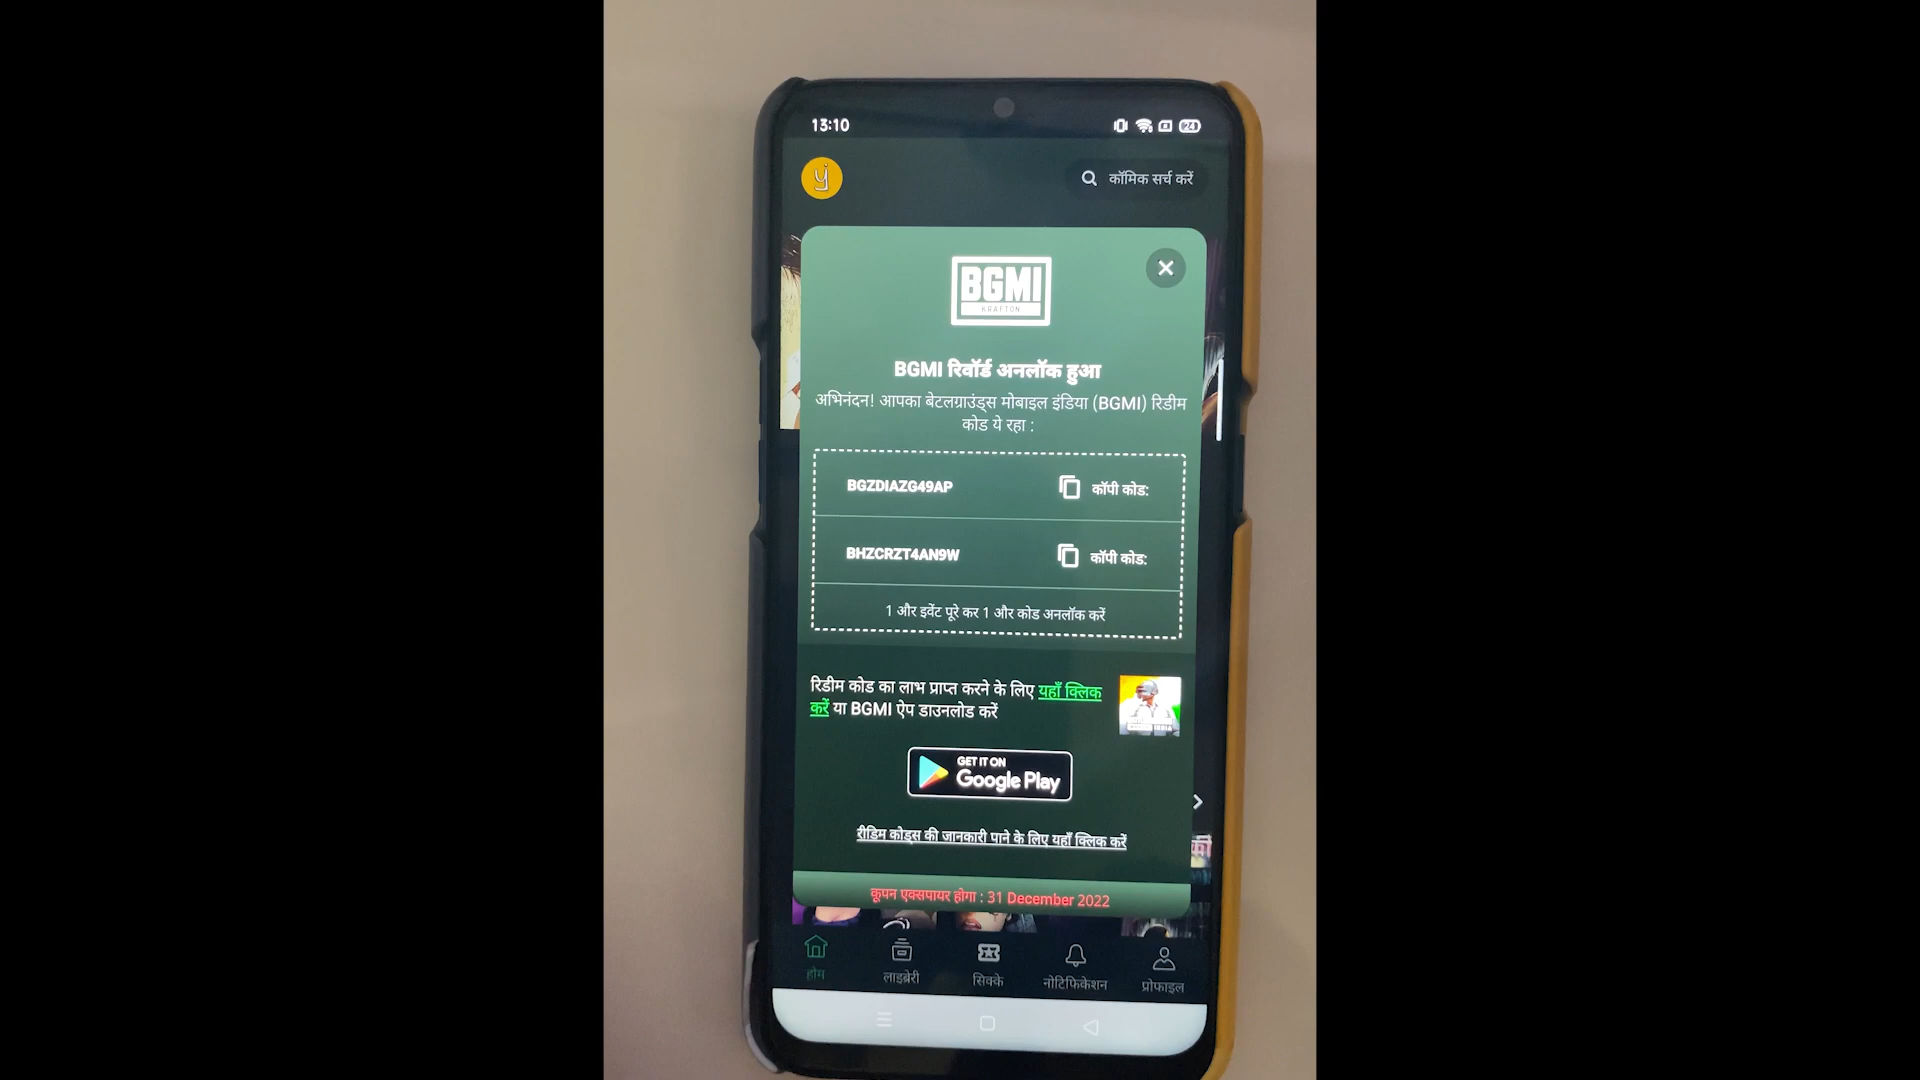 13:10
24
कॉमिक सर्च करें
BGMI
KRAFTON
BGMI रिवॉर्ड अनलॉक हुआ
अभिनंदन! आपका बेटलग्राउंड्स मोबाइल इंडिया (BGMI) रिडीम
कोड ये रहा :
BGZDIAZG49AP
कॉपी कोड:
BHZCRZT4AN9W
कॉपी कोड:
1 और इवेंट पूरे कर 1 और कोड अनलॉक करें
रिडीम कोड का लाभ प्राप्त करने के लिए यहाँ क्लिक
करें या BGMI ऐप डाउनलोड करें
INDIA
GET IT ON
Google Play
रीडिम कोड्स की जानकारी पाने के लिए यहाँ क्लिक करें
कूपन एक्सपायर होगा : 31 December 2022
होम
लाइब्रेरी
सिक्के
नोटिफिकेशन
प्रोफाइल